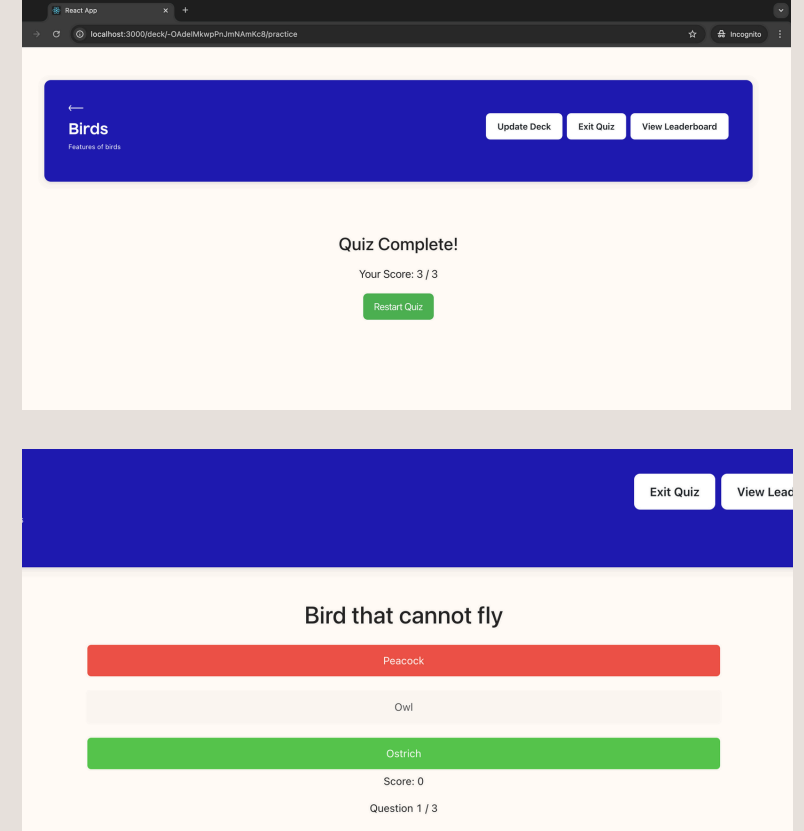 React App
localhost:3000/deck/-OAdelMkwpPnJmNAmKc8/practice
Incognito
Birds
Features of birds
Update Deck Exit Quiz View Leaderboard
Quiz Complete!
Your Score: 3 / 3
Restart Quiz
Exit Quiz View Lead
s
Bird that cannot fly
Peacock
Owl
Ostrich
Score: 0
Question 1 / 3